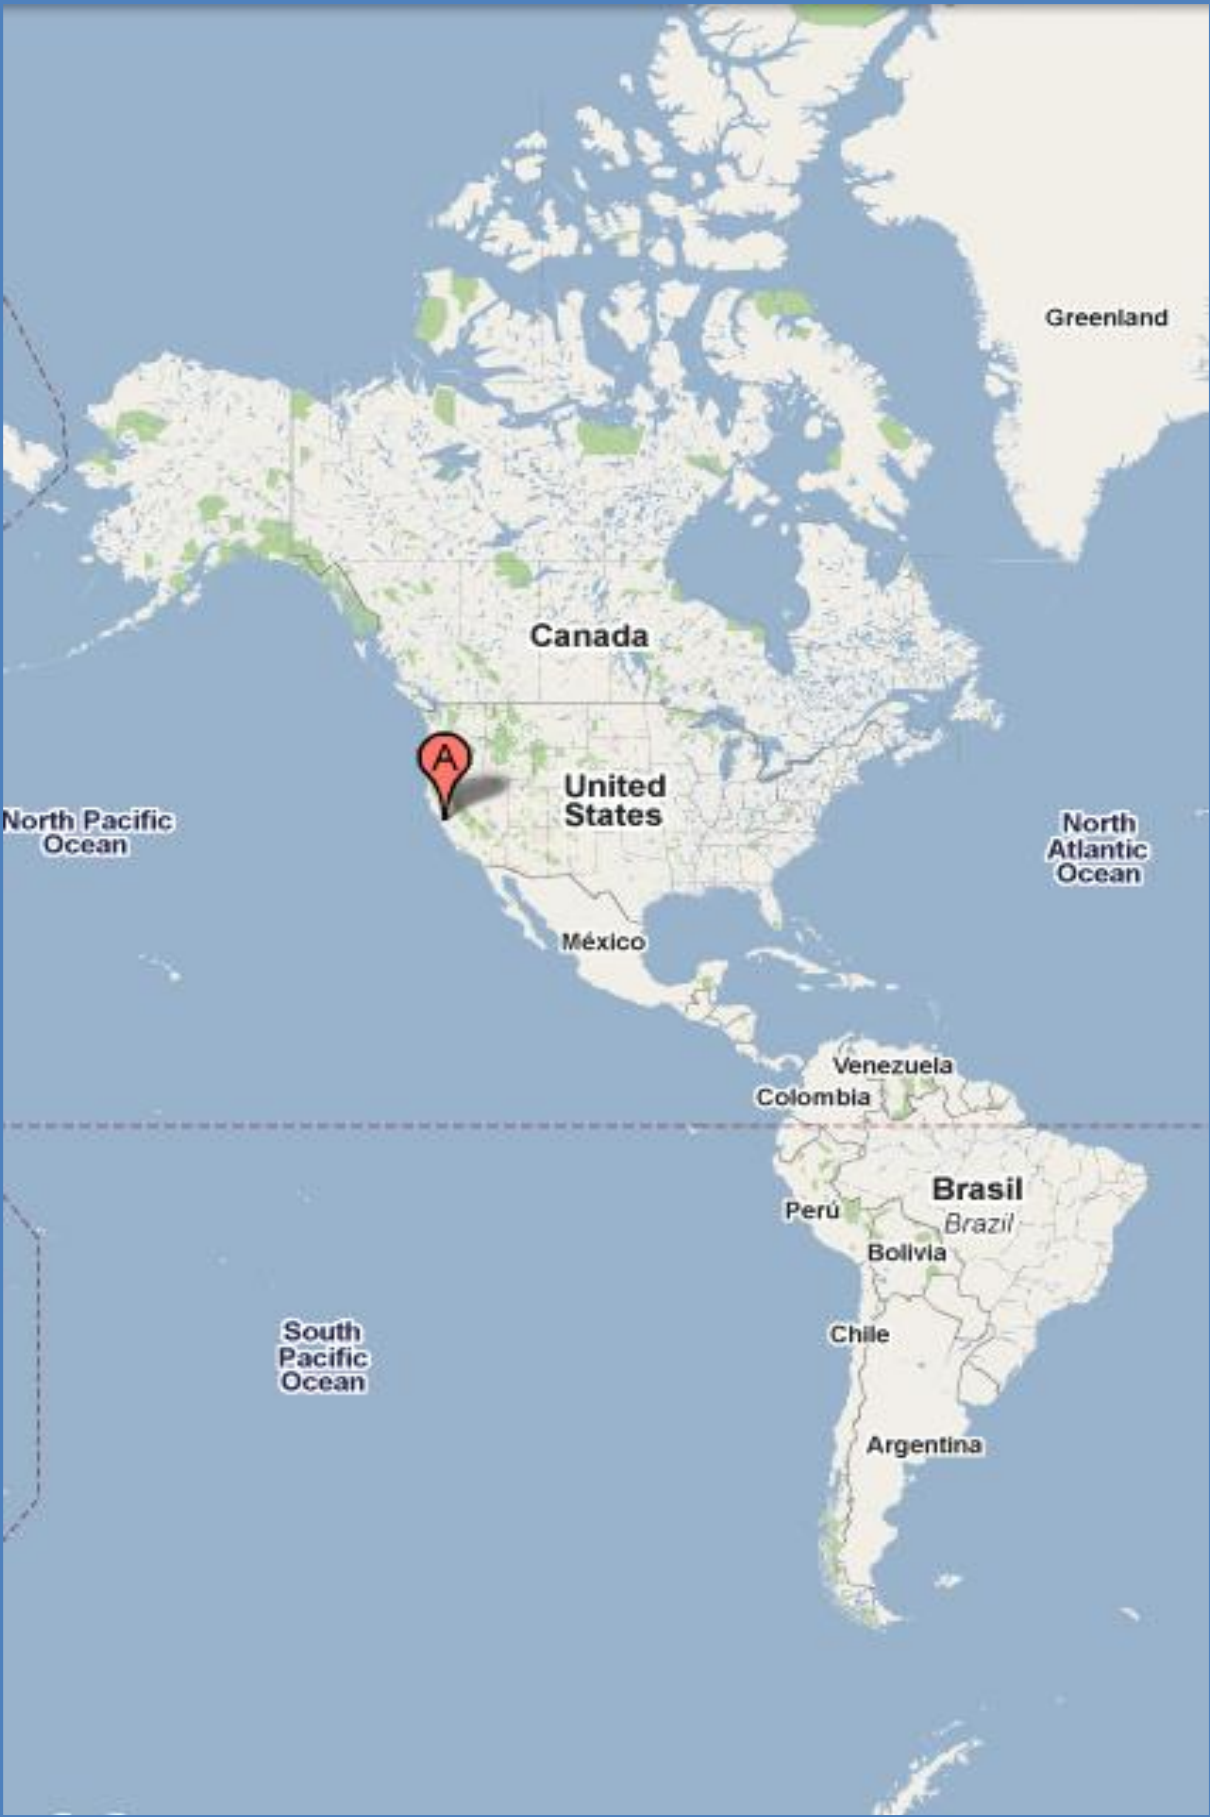 Greenland
Canada
A
United
States
North Pacific
Ocean
North
Atlantic
Ocean
México
Venezuela
Colombia
Brasil
Brazil
Perú
Bolivia
Chile
South
Pacific
Ocean
Argentina